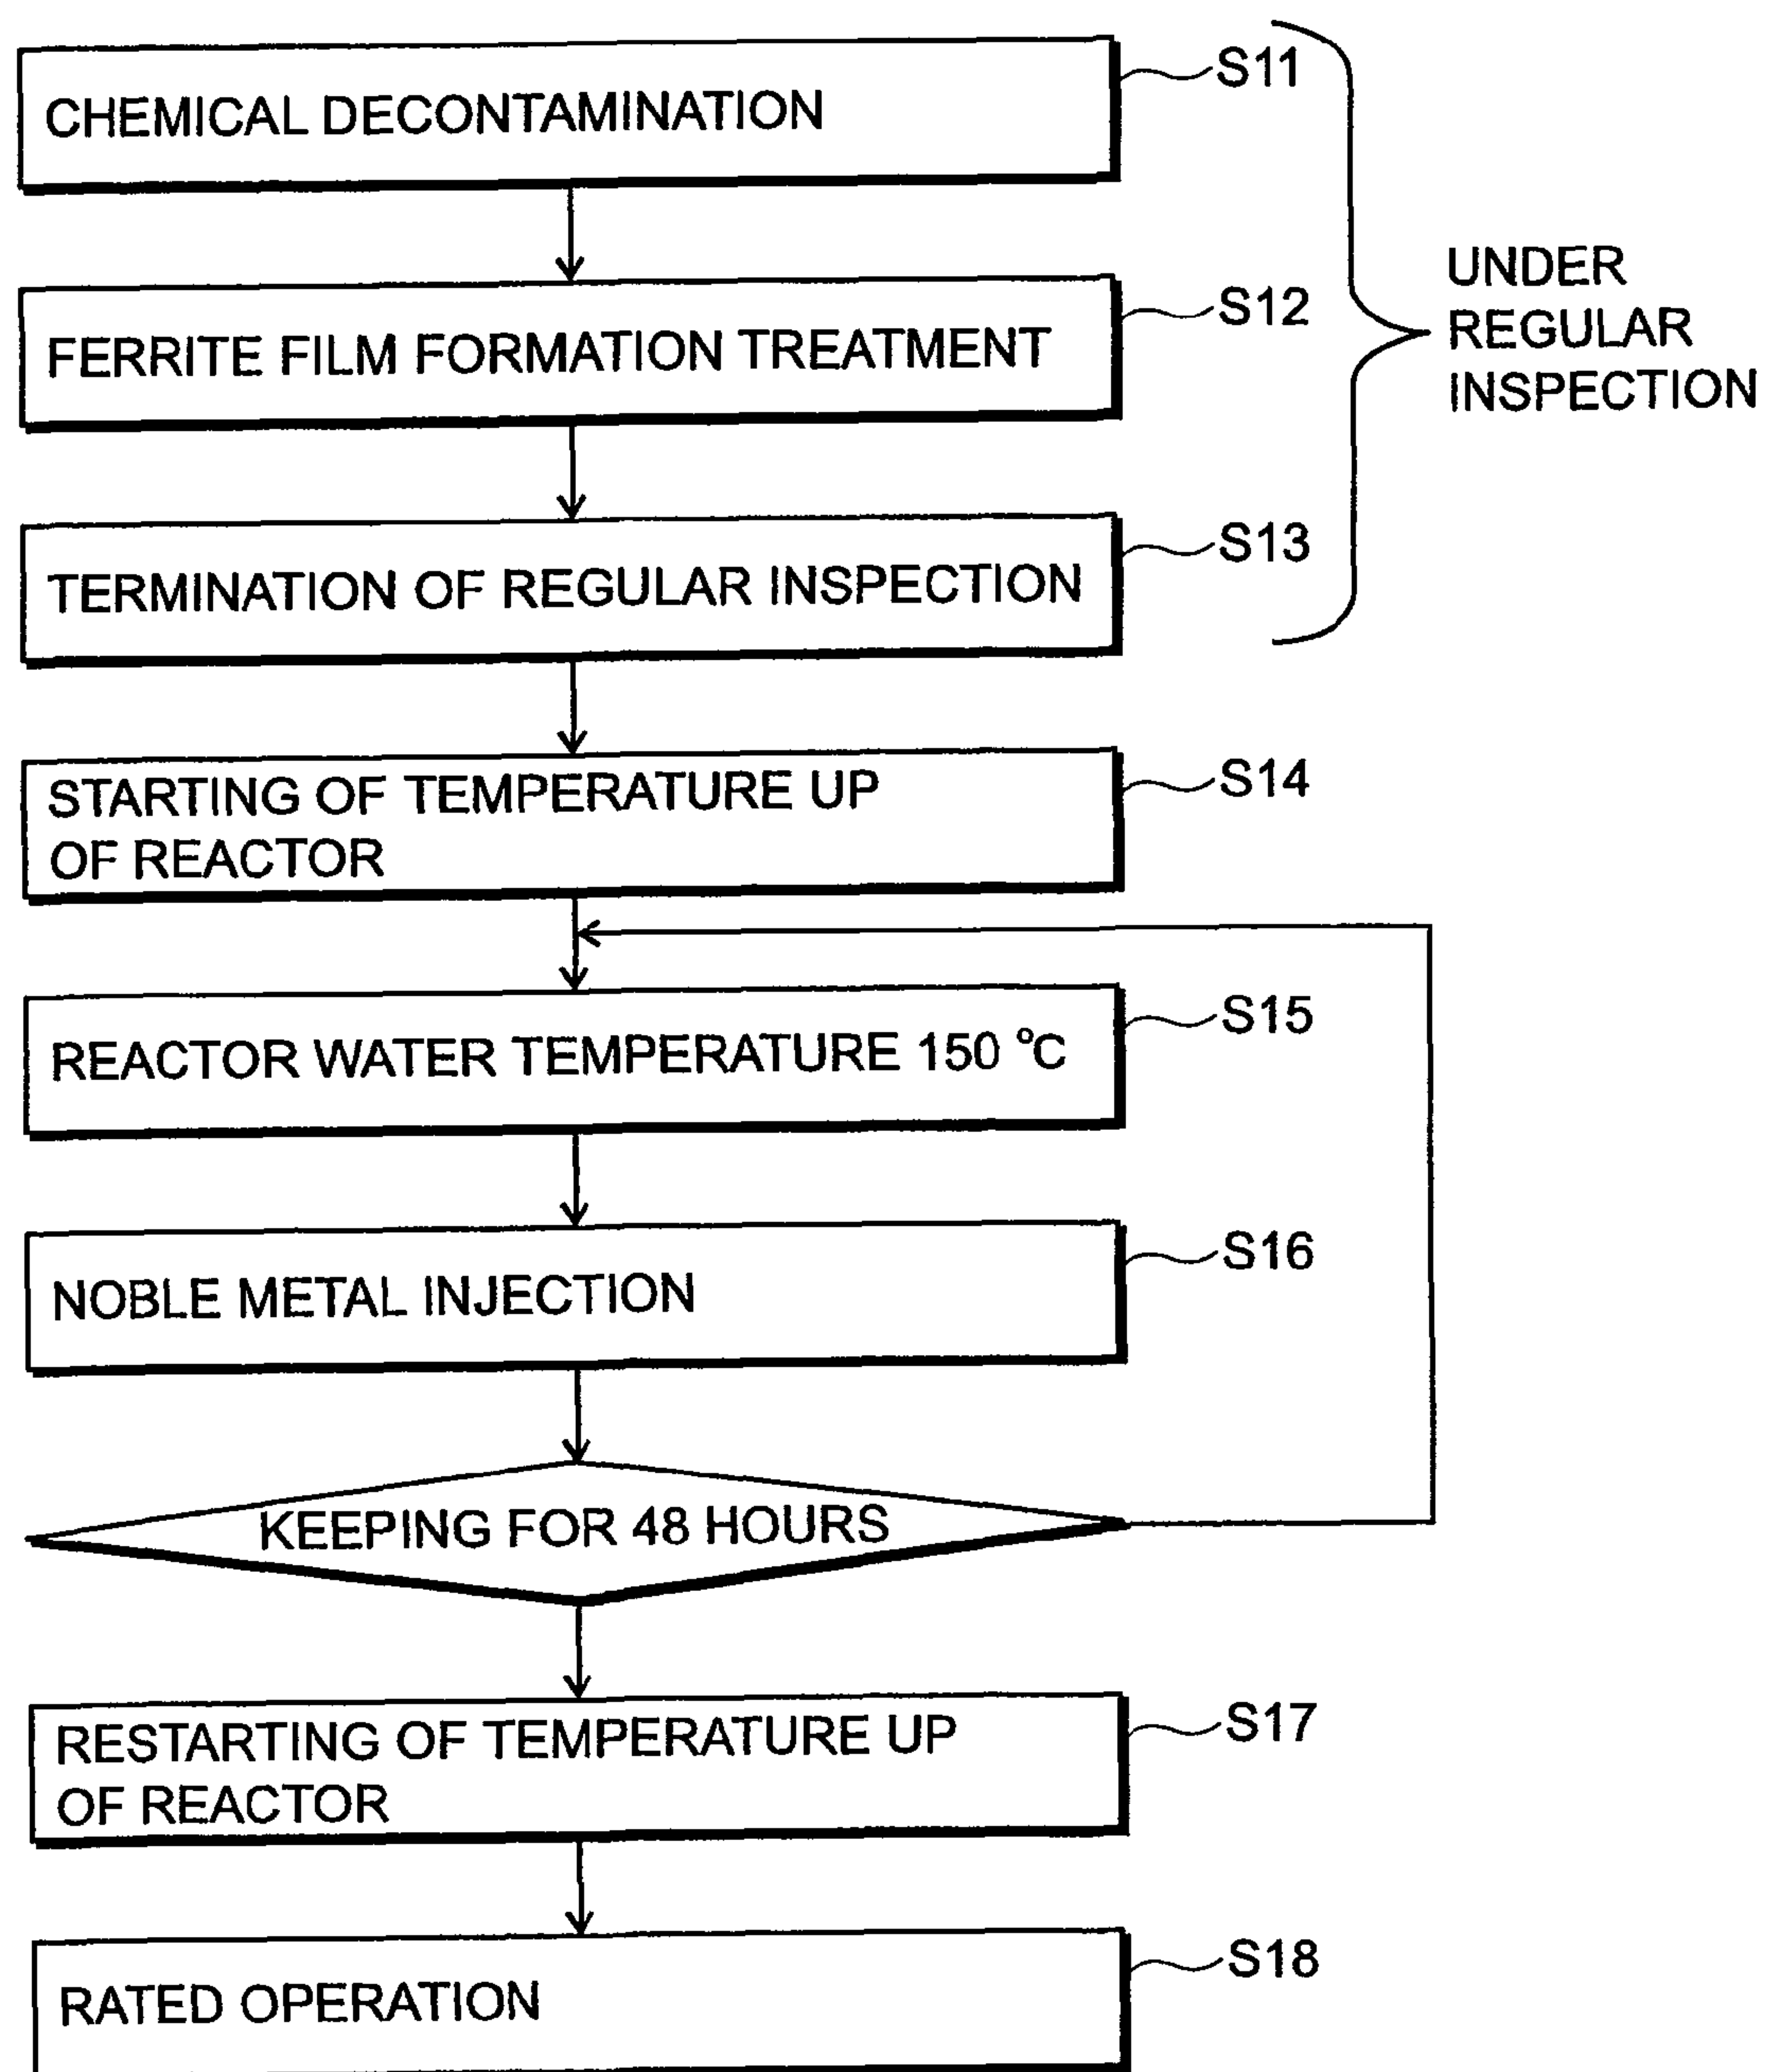 CHEMICAL DECONTAMINATION
S11
FERRITE FILM FORMATION TREATMENT
S12
UNDER
REGULAR
INSPECTION
TERMINATION OF REGULAR INSPECTION
S13
STARTING OF TEMPERATURE UP
OF REACTOR
S14
REACTOR WATER TEMPERATURE 150 °C
S15
NOBLE METAL INJECTION
S16
KEEPING FOR 48 HOURS
RESTARTING OF TEMPERATURE UP
OF REACTOR
S17
RATED OPERATION
S18